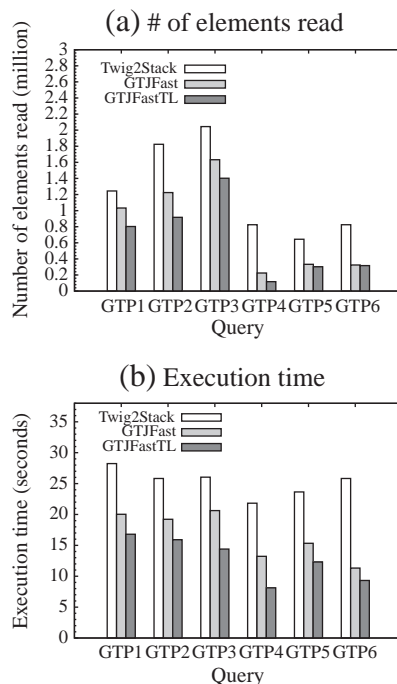 (a) # of elements read
Number of elements read (million)
3
2.8
2.6
2.4
2.2
2
1.8
1.6
1.4
1.2
1
0.8
0.6
0.4
0.2
0
Twig2Stack
GTJFast
GTJFastTL
GTP1 GTP2 GTP3 GTP4 GTP5 GTP6
Query
(b) Execution time
Execution time (seconds)
35
30
25
20
15
10
5
0
Twig2Stack
GTJFast
GTJFastTL
GTP1 GTP2 GTP3 GTP4 GTP5 GTP6
Query